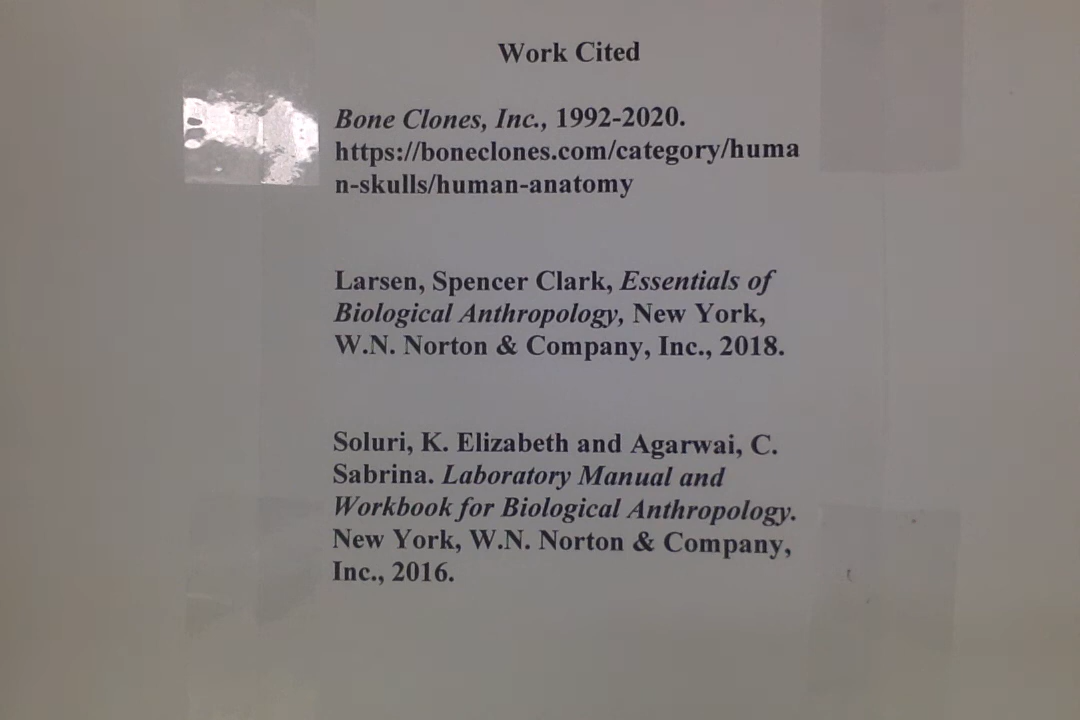 Work Cited
Bone Clones, Inc., 1992-2020.
https://boneclones.com/category/huma
n-skulls/human-anatomy
Larsen, Spencer Clark, Essentials of
Biological Anthropology, New York,
W.N. Norton & Company, Inc., 2018.
Soluri, K. Elizabeth and Agarwai, C.
Sabrina. Laboratory Manual and
Workbook for Biological Anthropology.
New York, W.N. Norton & Company,
Inc., 2016.